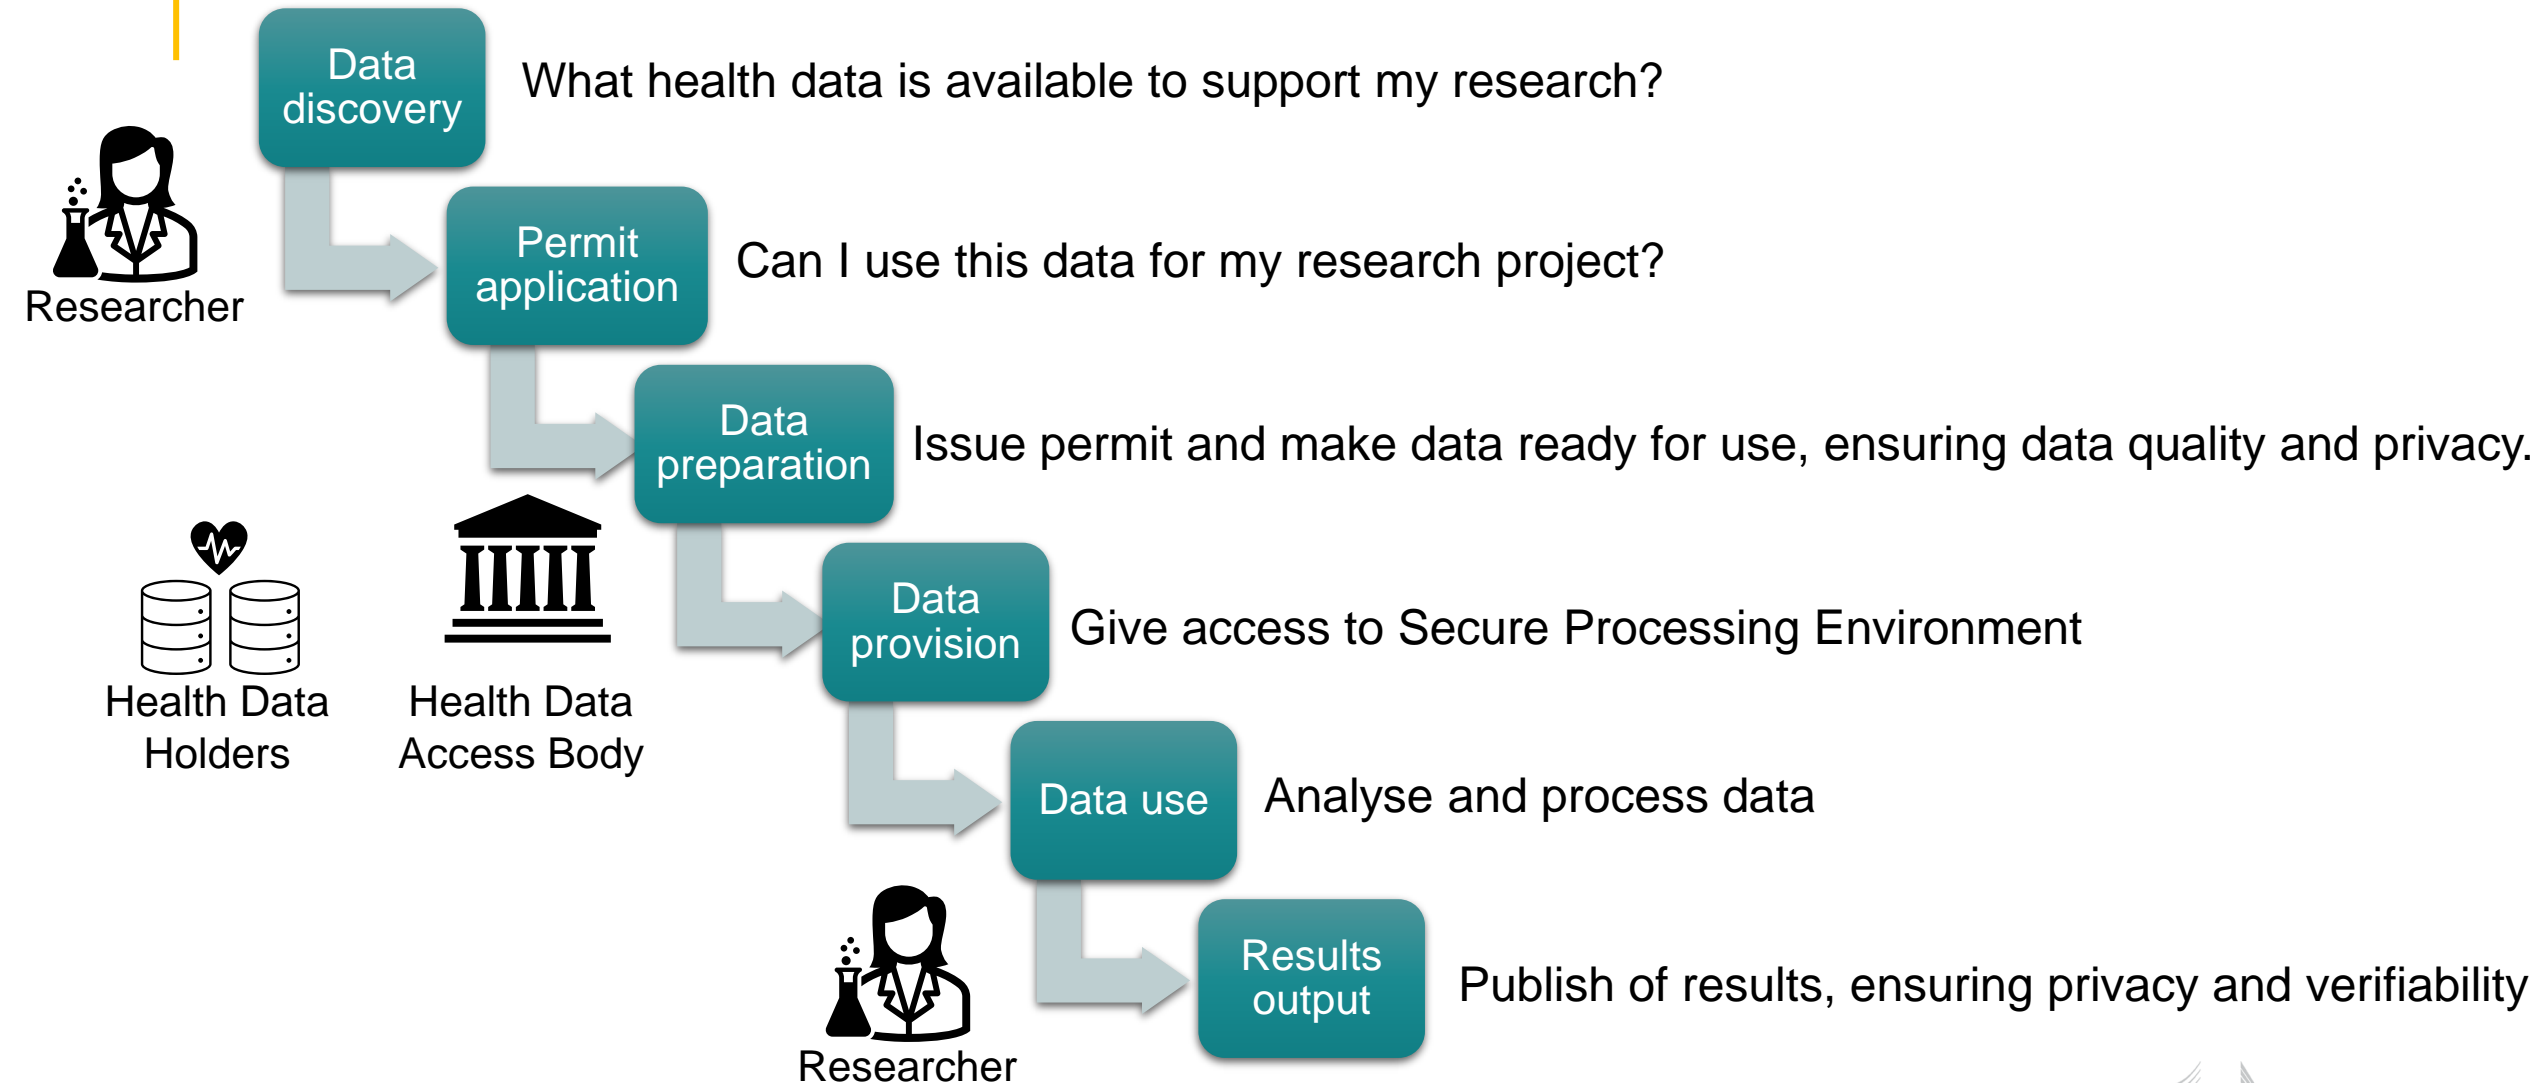 Data
discovery
What health data is available to support my research?
Researcher
Permit
application
Can I use this data for my research project?
Data
preparation
Issue permit and make data ready for use, ensuring data quality and privacy.
Health Data
Holders
Health Data
Access Body
Data
provision
Give access to Secure Processing Environment
Data use
Analyse and process data
Researcher
Results
output
Publish of results, ensuring privacy and verifiability